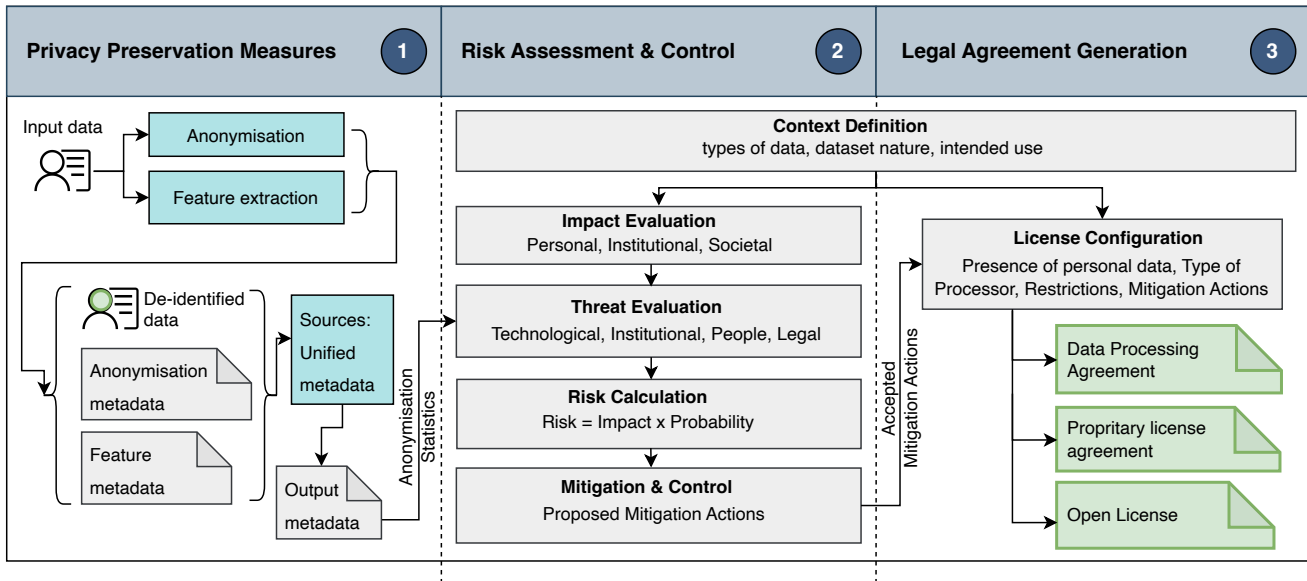 Privacy Preservation Measures
1
Risk Assessment & Control
2
Legal Agreement Generation
3
Input data
Anonymisation
Feature extraction
De-identified
data
Anonymisation
metadata
Feature
metadata
Sources:
Unified
metadata
Output
metadata
Anonymisation
Statistics
Context Definition
types of data, dataset nature, intended use
Impact Evaluation
Personal, Institutional, Societal
Threat Evaluation
Technological, Institutional, People, Legal
Risk Calculation
Risk = Impact x Probability
Mitigation & Control
Proposed Mitigation Actions
Accepted
Mitigation Actions
License Configuration
Presence of personal data, Type of
Processor, Restrictions, Mitigation Actions
Data Processing
Agreement
Propritary license
agreement
Open License